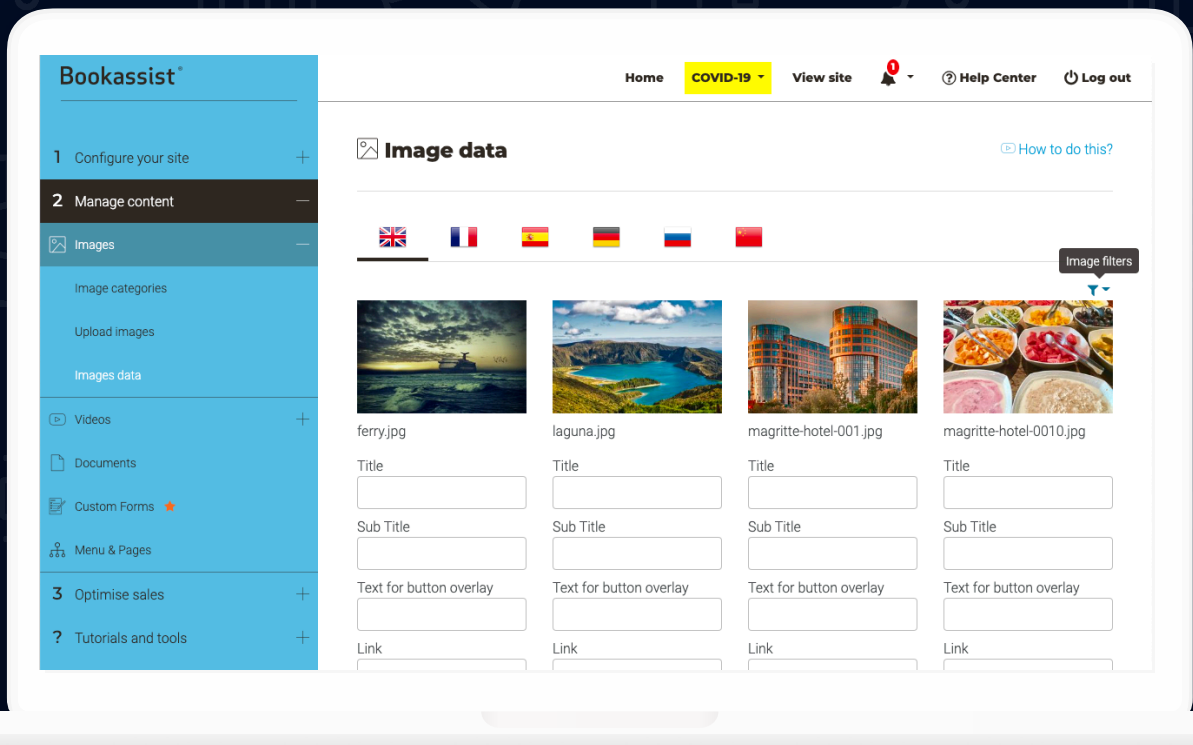 Bookassist®
Home COVID-19 View site 1 Help Center Log out
1 Configure your site
2 Manage content
Images
Image categories
Upload images
Images data
Videos
Documents
Custom Forms
Menu & Pages
3 Optimise sales
? Tutorials and tools
Image data
? How to do this?
Image filters
ferry.jpg laguna.jpg magritte-hotel-001.jpg magritte-hotel-0010.jpg
Title Title Title Title
Sub Title Sub Title Sub Title Sub Title
Text for button overlay Text for button overlay Text for button overlay Text for button overlay
Link Link Link Link